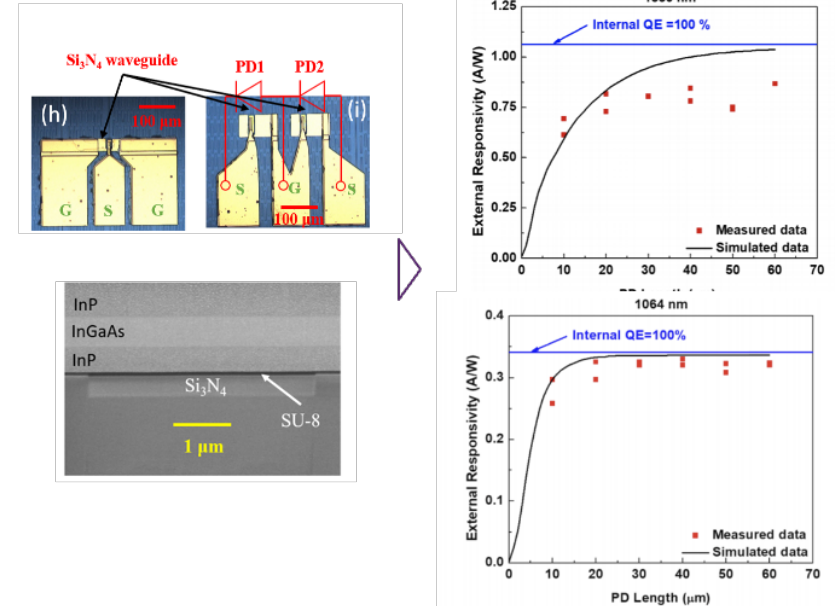 Si₃N₄ waveguide
PD1
PD2
(h)
100 µm
G
S
G
(i)
S
G
S
100 µm
InP
InGaAs
InP
Si₃N₄
SU-8
1 µm
1.25
1.00
0.75
0.50
0.25
0.00
External Responsivity (A/W)
Internal QE =100 %
Measured data
Simulated data
0 10 20 30 40 50 60 70
1064 nm
0.4
0.3
0.2
0.1
0.0
External Responsivity (A/W)
Internal QE=100%
Measured data
Simulated data
0 10 20 30 40 50 60 70
PD Length (µm)